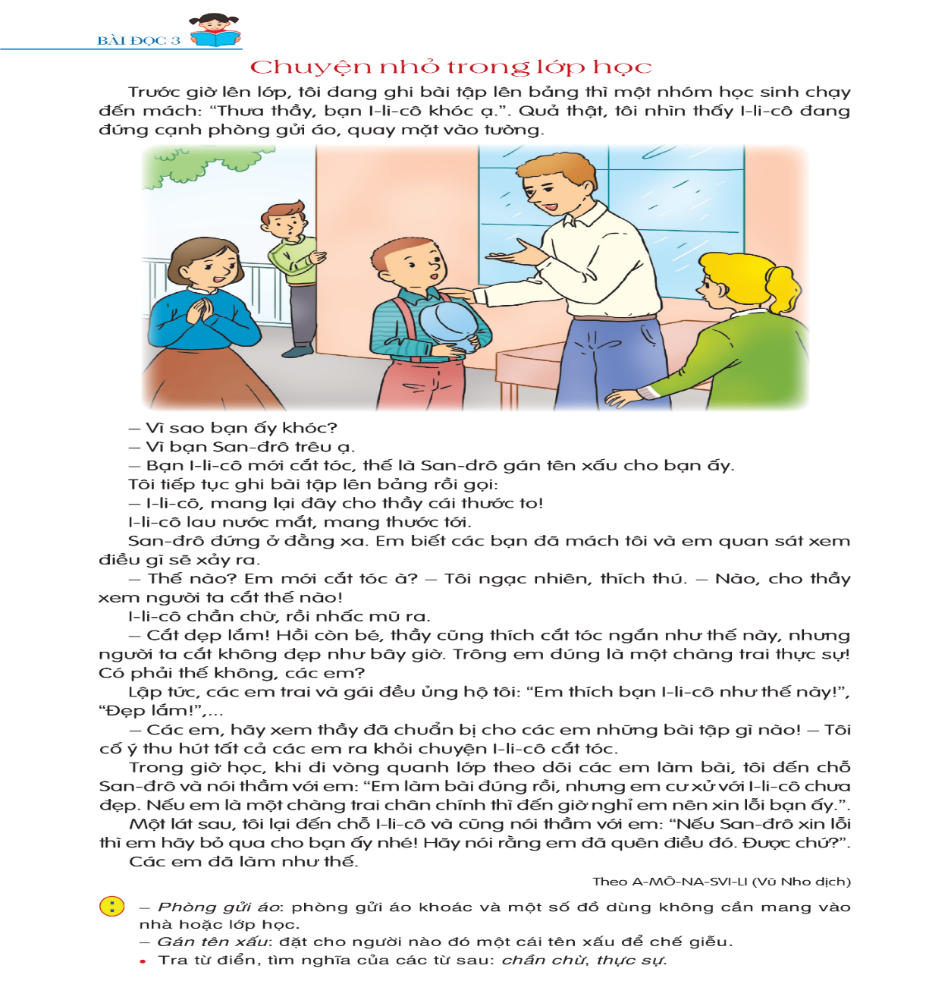 BÀI ĐỌC 3
Chuyện nhỏ trong lớp học
Trước giờ lên lớp, tôi đang ghi bài tập lên bảng thì một nhóm học sinh chạy
đến mách: “Thưa thầy, bạn I-li-cô khóc ạ.”. Quả thật, tôi nhìn thấy I-li-cô đang
đứng cạnh phòng gửi áo, quay mặt vào tường.
– Vì sao bạn ấy khóc?
– Vì bạn San-đrô trêu ạ.
– Bạn I-li-cô mới cắt tóc, thế là San-đrô gán tên xấu cho bạn ấy.
Tôi tiếp tục ghi bài tập lên bảng rồi gọi:
– I-li-cô, mang lại đây cho thầy cái thước to!
I-li-cô lau nước mắt, mang thước tới.
San-đrô đứng ở đằng xa. Em biết các bạn đã mách tôi và em quan sát xem
điều gì sẽ xảy ra.
– Thế nào? Em mới cắt tóc à? – Tôi ngạc nhiên, thích thú. – Nào, cho thầy
xem người ta cắt thế nào!
I-li-cô chần chừ, rồi nhấc mũ ra.
– Cắt đẹp lắm! Hồi còn bé, thầy cũng thích cắt tóc ngắn như thế này, nhưng
người ta cắt không đẹp như bây giờ. Trông em đúng là một chàng trai thực sự!
Có phải thế không, các em?
Lập tức, các em trai và gái đều ủng hộ tôi: “Em thích bạn I-li-cô như thế này!”,
“Đẹp lắm!”,...
– Các em, hãy xem thầy đã chuẩn bị cho các em những bài tập gì nào! – Tôi
cố ý thu hút tất cả các em ra khỏi chuyện I-li-cô cắt tóc.
Trong giờ học, khi đi vòng quanh lớp theo dõi các em làm bài, tôi đến chỗ
San-đrô và nói thầm với em: “Em làm bài đúng rồi, nhưng em cư xử với I-li-cô chưa
đẹp. Nếu em là một chàng trai chân chính thì đến giờ nghỉ em nên xin lỗi bạn ấy.”.
Một lát sau, tôi lại đến chỗ I-li-cô và cũng nói thầm với em: “Nếu San-đrô xin lỗi
thì em hãy bỏ qua cho bạn ấy nhé! Hãy nói rằng em đã quên điều đó. Được chứ?”.
Các em đã làm như thế.
Theo A-MÔ-NA-SVI-LI (Vũ Nho dịch)
– Phòng gửi áo: phòng gửi áo khoác và một số đồ dùng không cần mang vào
nhà hoặc lớp học.
– Gán tên xấu: đặt cho người nào đó một cái tên xấu để chế giễu.
• Tra từ điển, tìm nghĩa của các từ sau: chần chừ, thực sự.